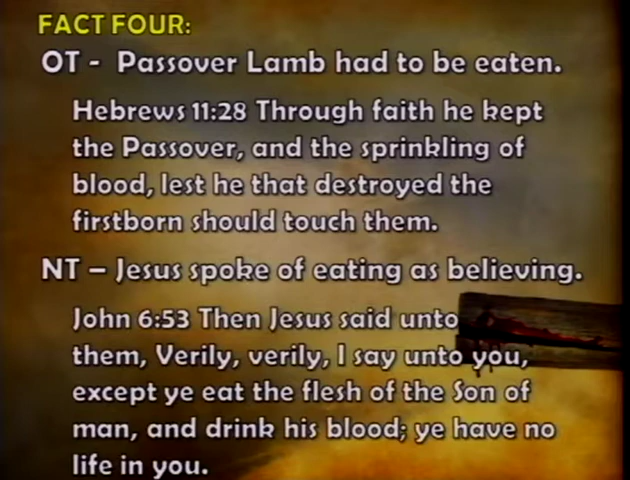 FACT FOUR:
OT - Passover Lamb had to be eaten.
Hebrews 11:28 Through faith he kept
the Passover, and the sprinkling of
blood, lest he that destroyed the
firstborn should touch them.
NT – Jesus spoke of eating as believing.
John 6:53 Then Jesus said unto
them, Verily, verily, I say unto you,
except ye eat the flesh of the Son of
man, and drink his blood; ye have no
life in you.